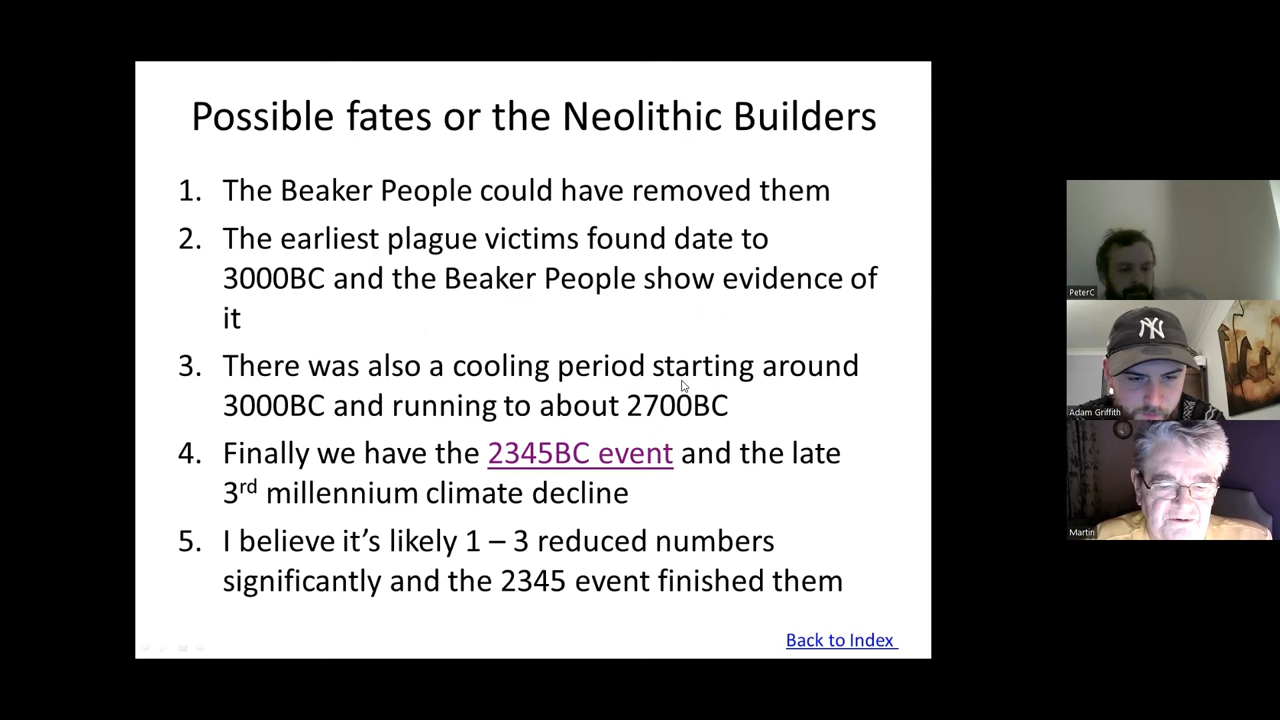 Possible fates or the Neolithic Builders
1. The Beaker People could have removed them
2. The earliest plague victims found date to
3000BC and the Beaker People show evidence of
it
3. There was also a cooling period starting around
3000BC and running to about 2700BC
4. Finally we have the 2345BC event and the late
3rd millennium climate decline
5. I believe it’s likely 1 – 3 reduced numbers
significantly and the 2345 event finished them
Back to Index
PeterC
NY
Adam Griffith
Martin